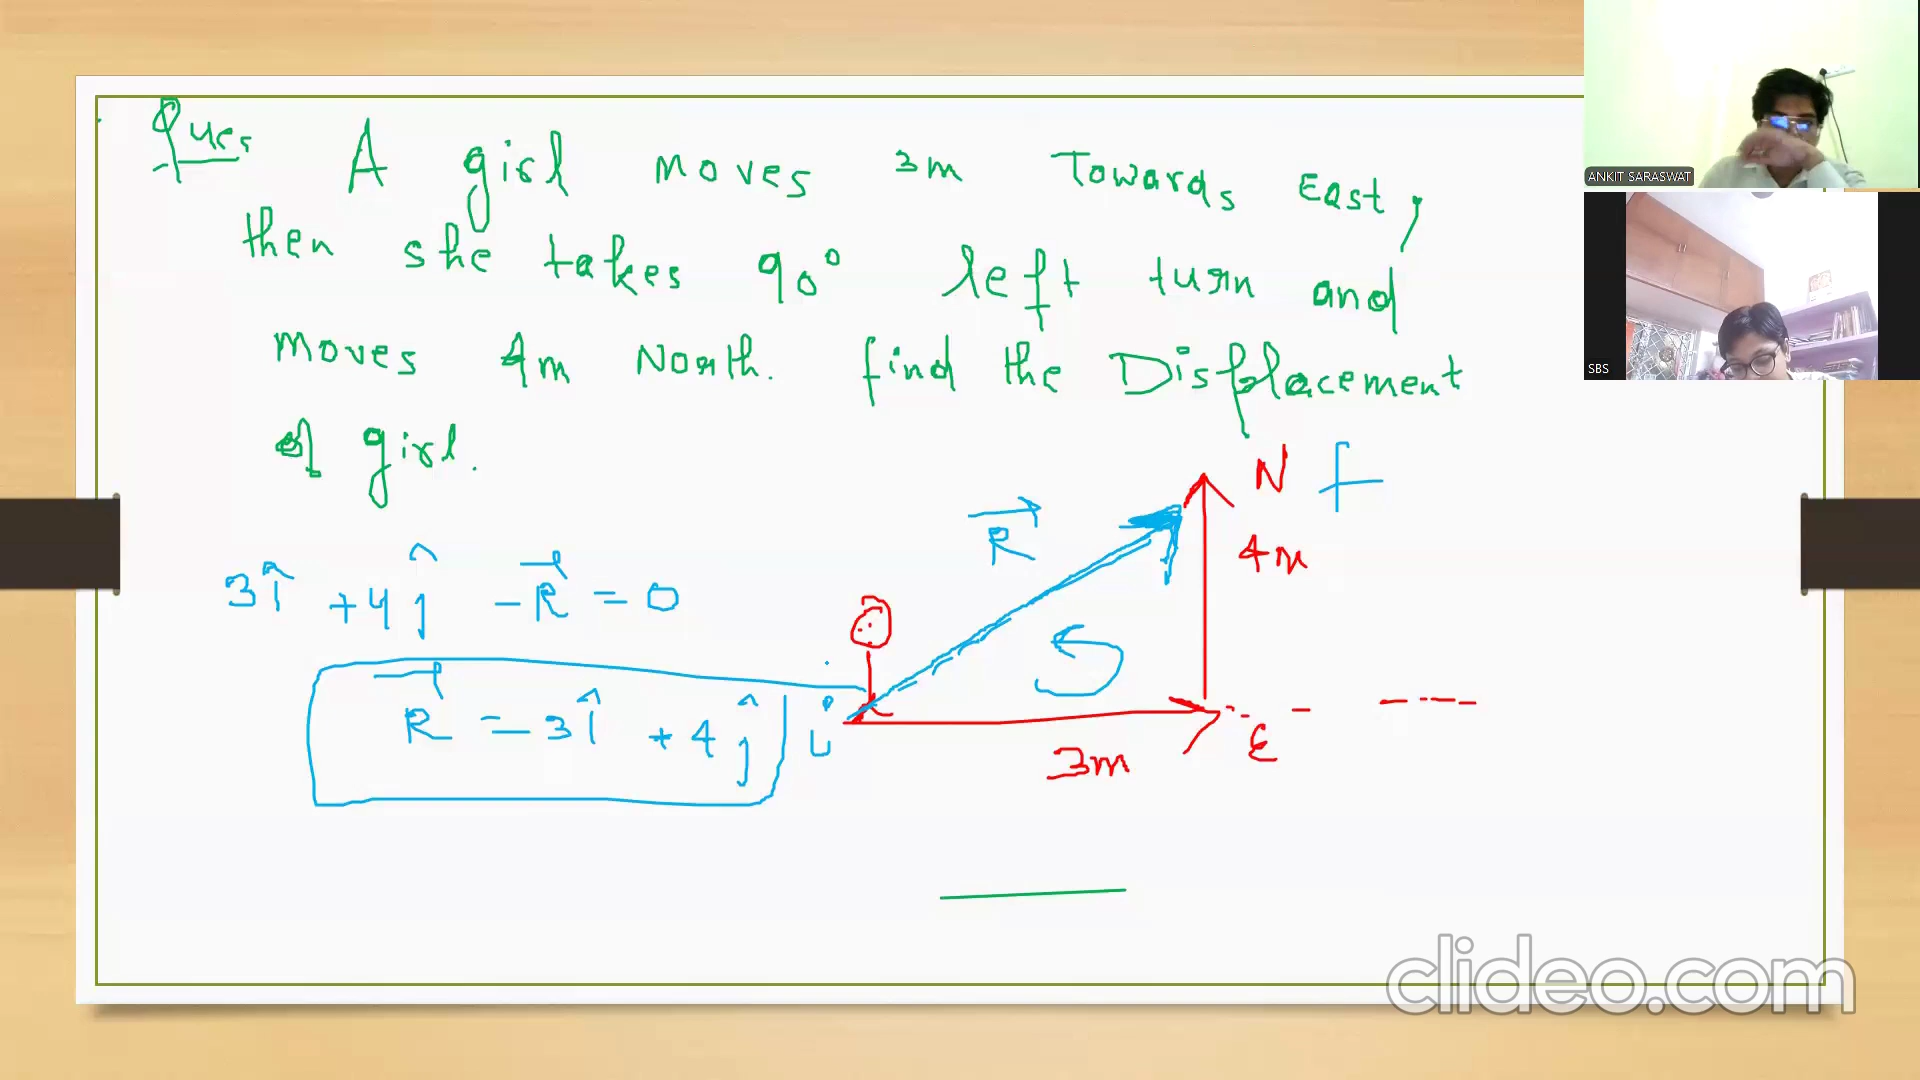 Ques A girl moves 3m Towards East,
then she takes 90° left turn and
moves 4m North. find the Displacement
of girl.
N f
R
4m
3î + 4ĵ - R = 0
S
R = 3î + 4ĵ
i
E
3m
ANKIT SARASWAT
SBS
clideo.com